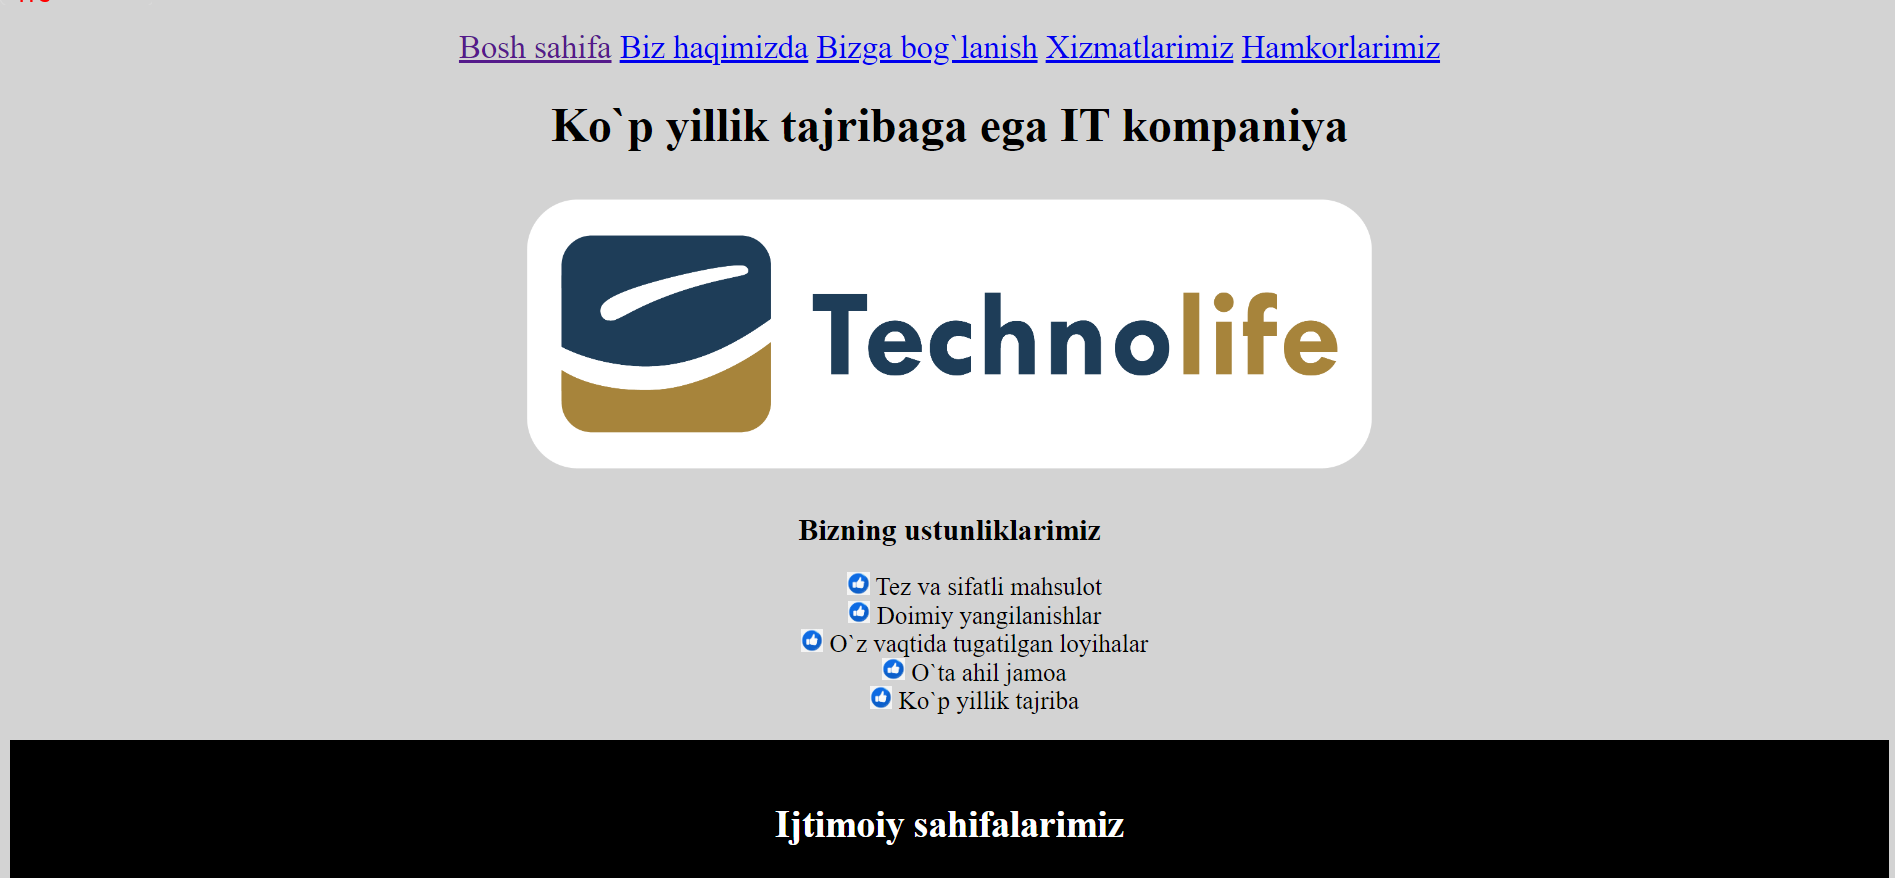 Bosh sahifa Biz haqimizda Bizga bog`lanish Xizmatlarimiz Hamkorlarimiz
Ko`p yillik tajribaga ega IT kompaniya
Technolife
Bizning ustunliklarimiz
Tez va sifatli mahsulot
Doimiy yangilanishlar
O`z vaqtida tugatilgan loyihalar
O`ta ahil jamoa
Ko`p yillik tajriba
Ijtimoiy sahifalarimiz